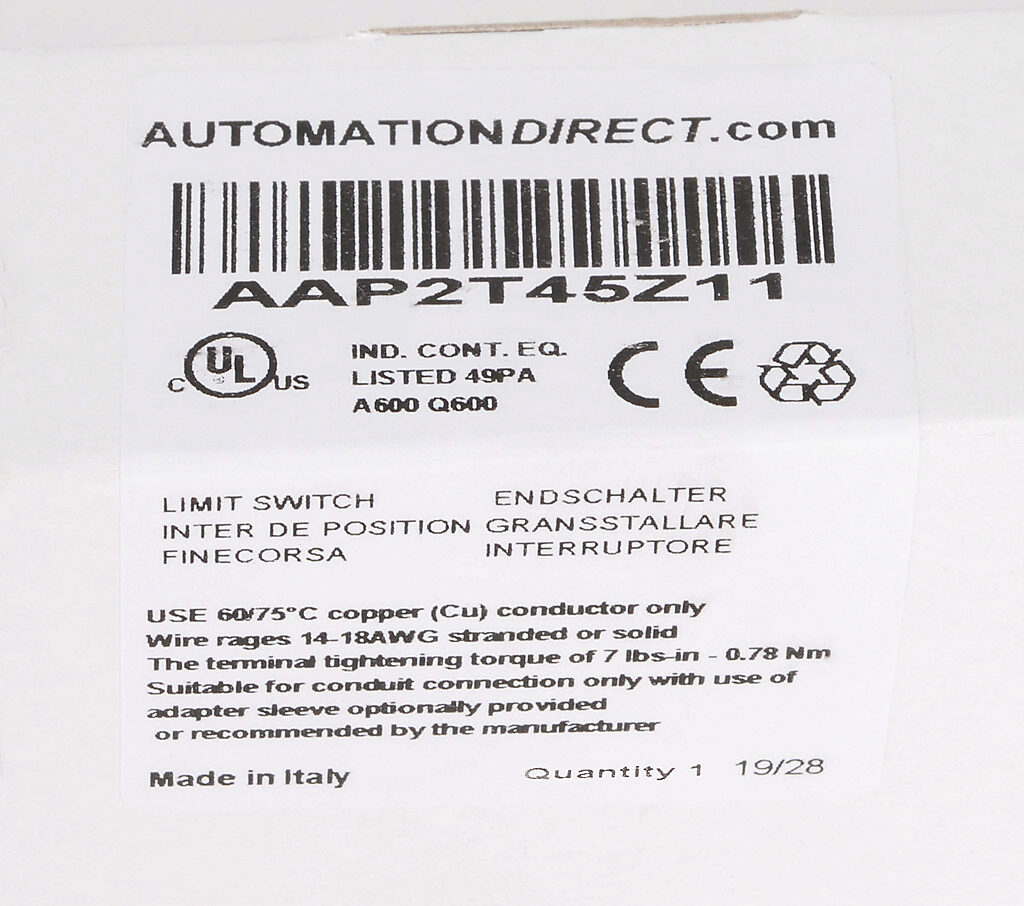 AUTOMATIONDIRECT.com
AAP2T45Z11
C UL US
IND. CONT. EQ.
LISTED 49PA
A600 Q600
CE
LIMIT SWITCH ENDSCHALTER
INTER DE POSITION GRANSSTALLARE
FINECORSA INTERRUPTORE
USE 60/75°C copper (Cu) conductor only
Wire rages 14-18AWG stranded or solid
The terminal tightening torque of 7 lbs-in - 0.78 Nm
Suitable for conduit connection only with use of
adapter sleeve optionally provided
or recommended by the manufacturer
Made in Italy Quantity 1 19/28